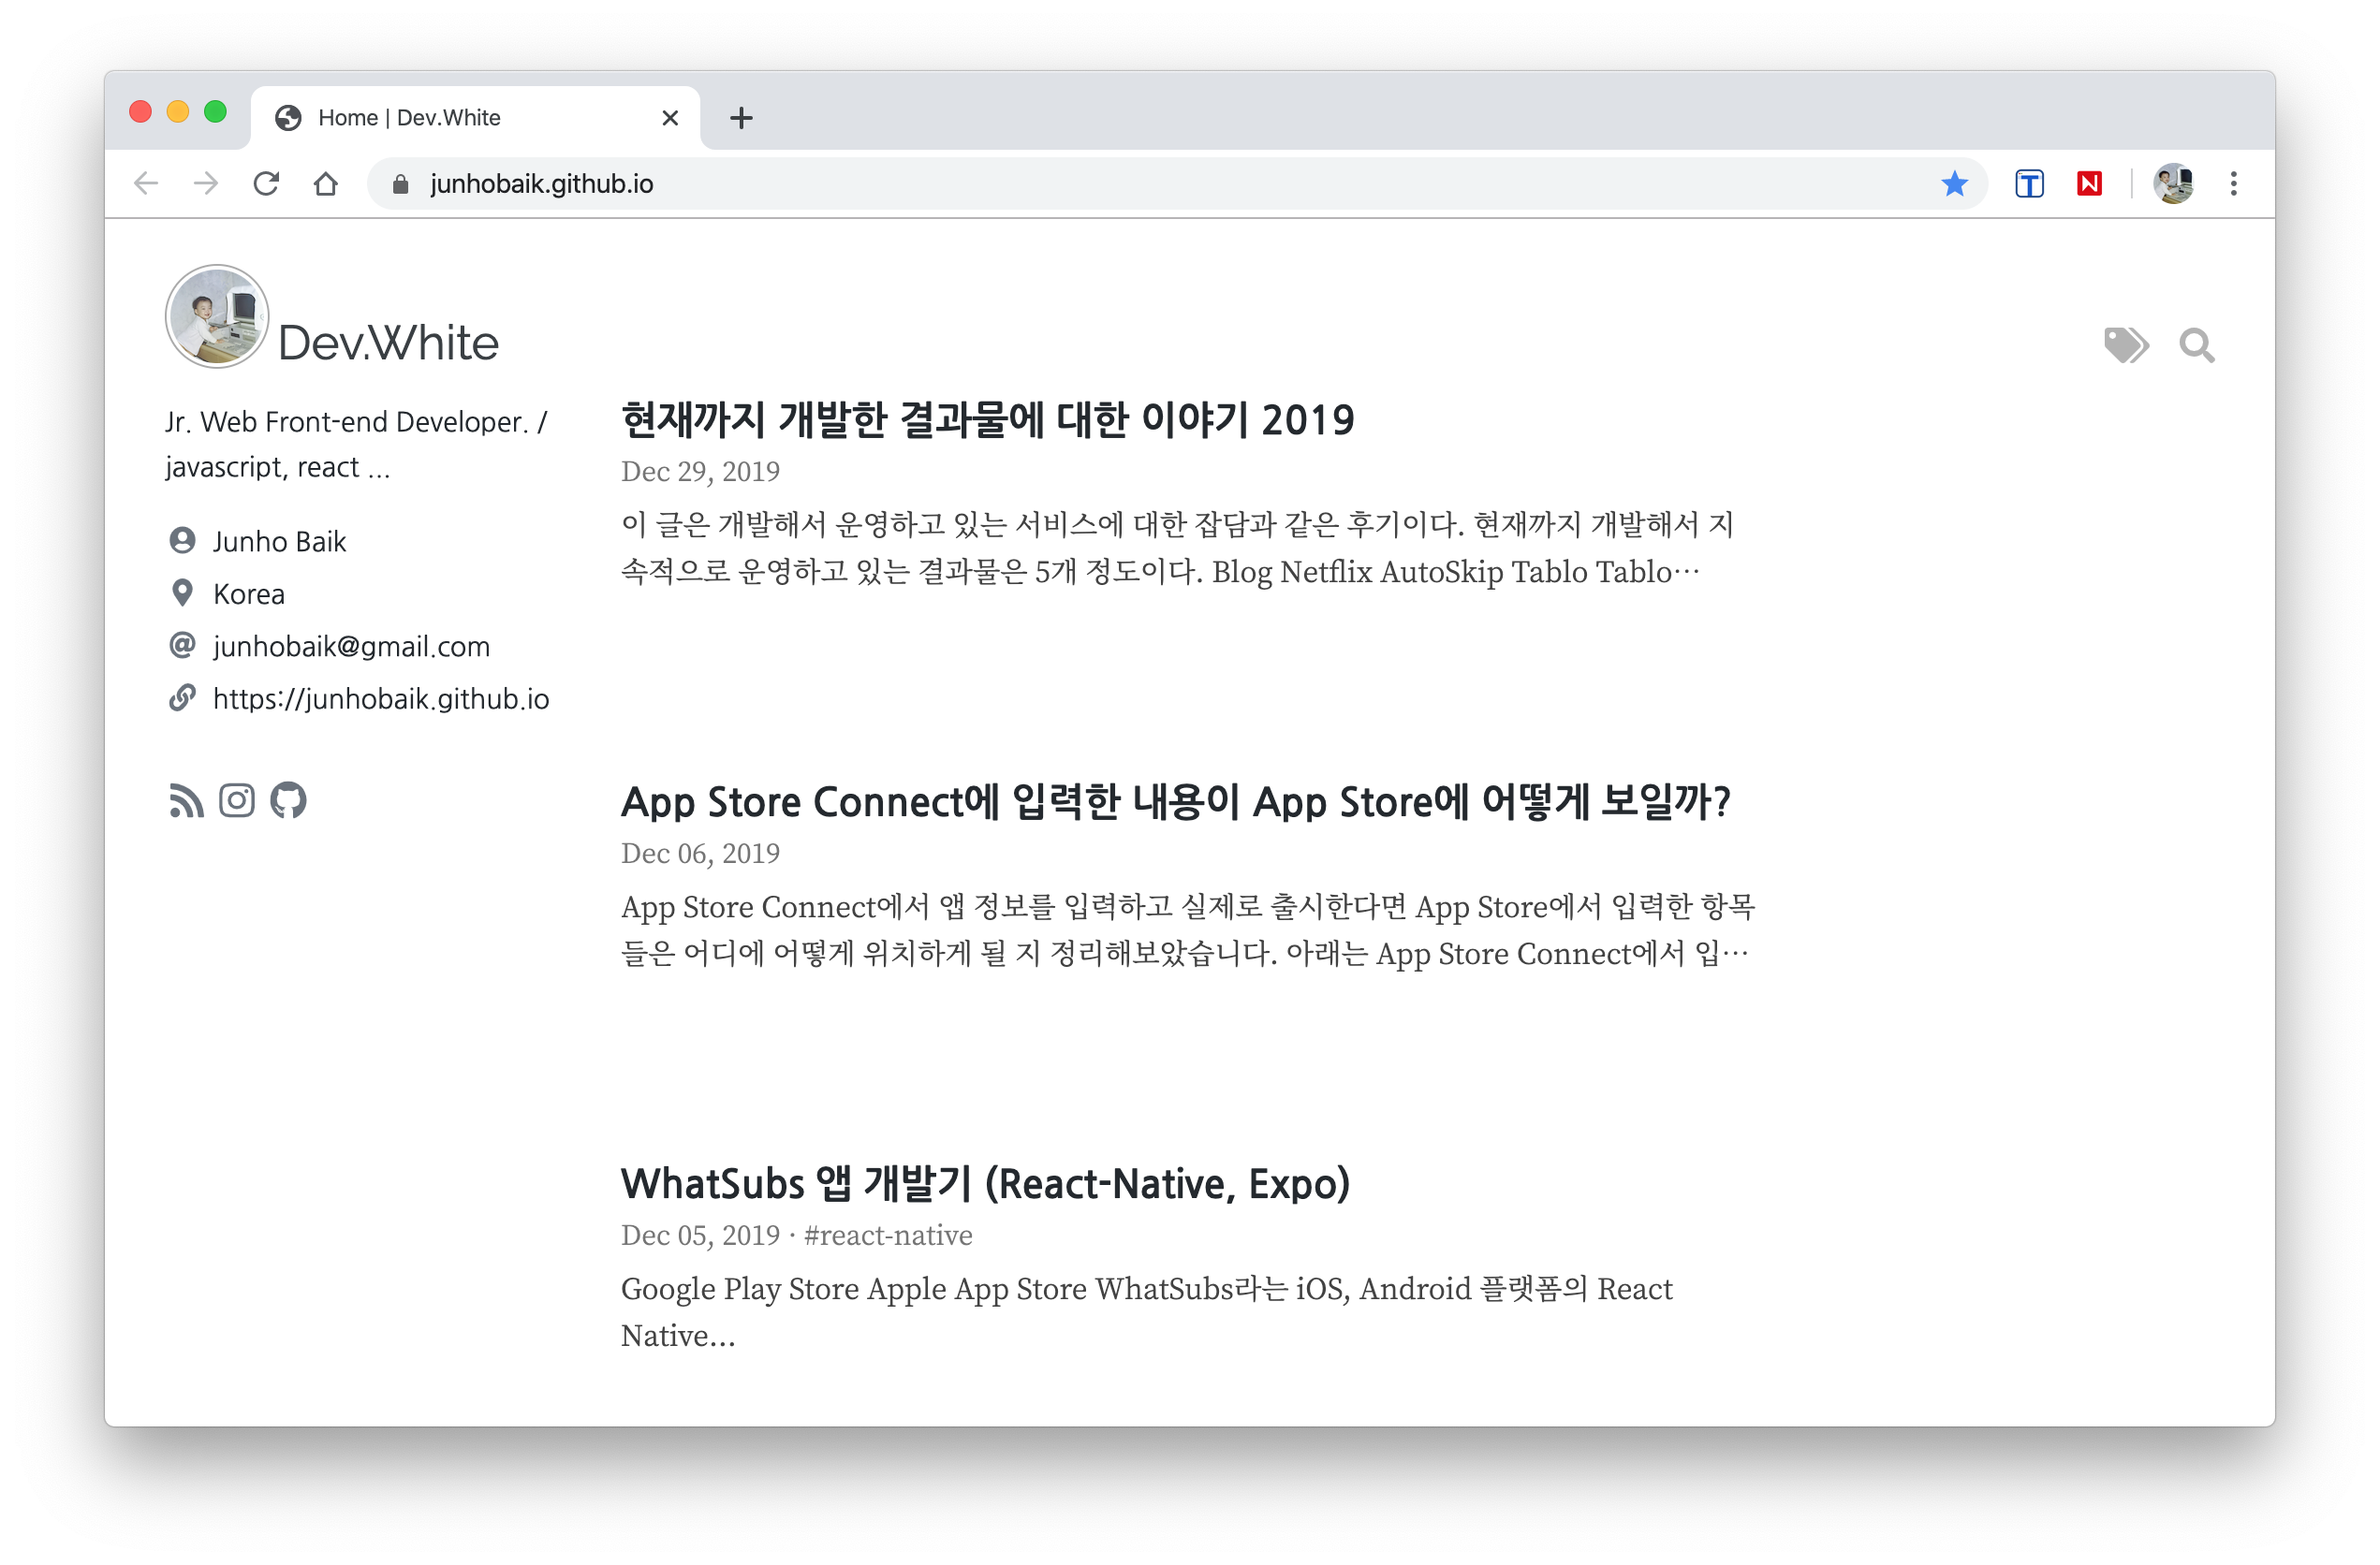 Home | Dev.White
junhobaik.github.io
Dev.White
Jr. Web Front-end Developer. /
javascript, react ...
Junho Baik
Korea
junhobaik@gmail.com
https://junhobaik.github.io
현재까지 개발한 결과물에 대한 이야기 2019
Dec 29, 2019
이 글은 개발해서 운영하고 있는 서비스에 대한 잡담과 같은 후기이다. 현재까지 개발해서 지
속적으로 운영하고 있는 결과물은 5개 정도이다. Blog Netflix AutoSkip Tablo Tablo…
App Store Connect에 입력한 내용이 App Store에 어떻게 보일까?
Dec 06, 2019
App Store Connect에서 앱 정보를 입력하고 실제로 출시한다면 App Store에서 입력한 항목
들은 어디에 어떻게 위치하게 될 지 정리해보았습니다. 아래는 App Store Connect에서 입…
WhatSubs 앱 개발기 (React-Native, Expo)
Dec 05, 2019 · #react-native
Google Play Store Apple App Store WhatSubs라는 iOS, Android 플랫폼의 React
Native...